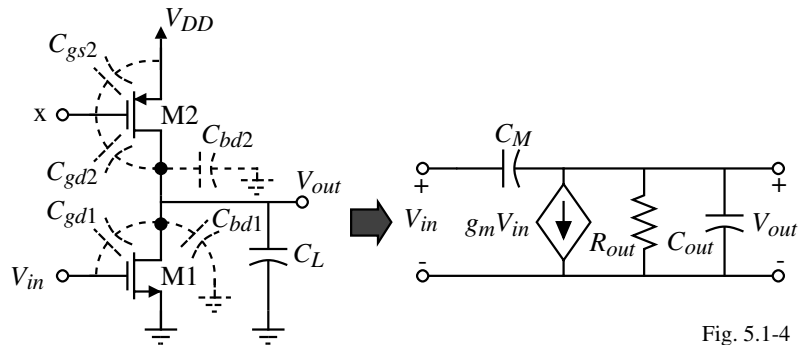 V_DD
C_gs2
M2
x
C_bd2
C_gd2
V_out
C_gd1
C_bd1
C_L
V_in
M1
C_M
+
+
V_in
g_mV_in
R_out
C_out
V_out
-
-
Fig. 5.1-4